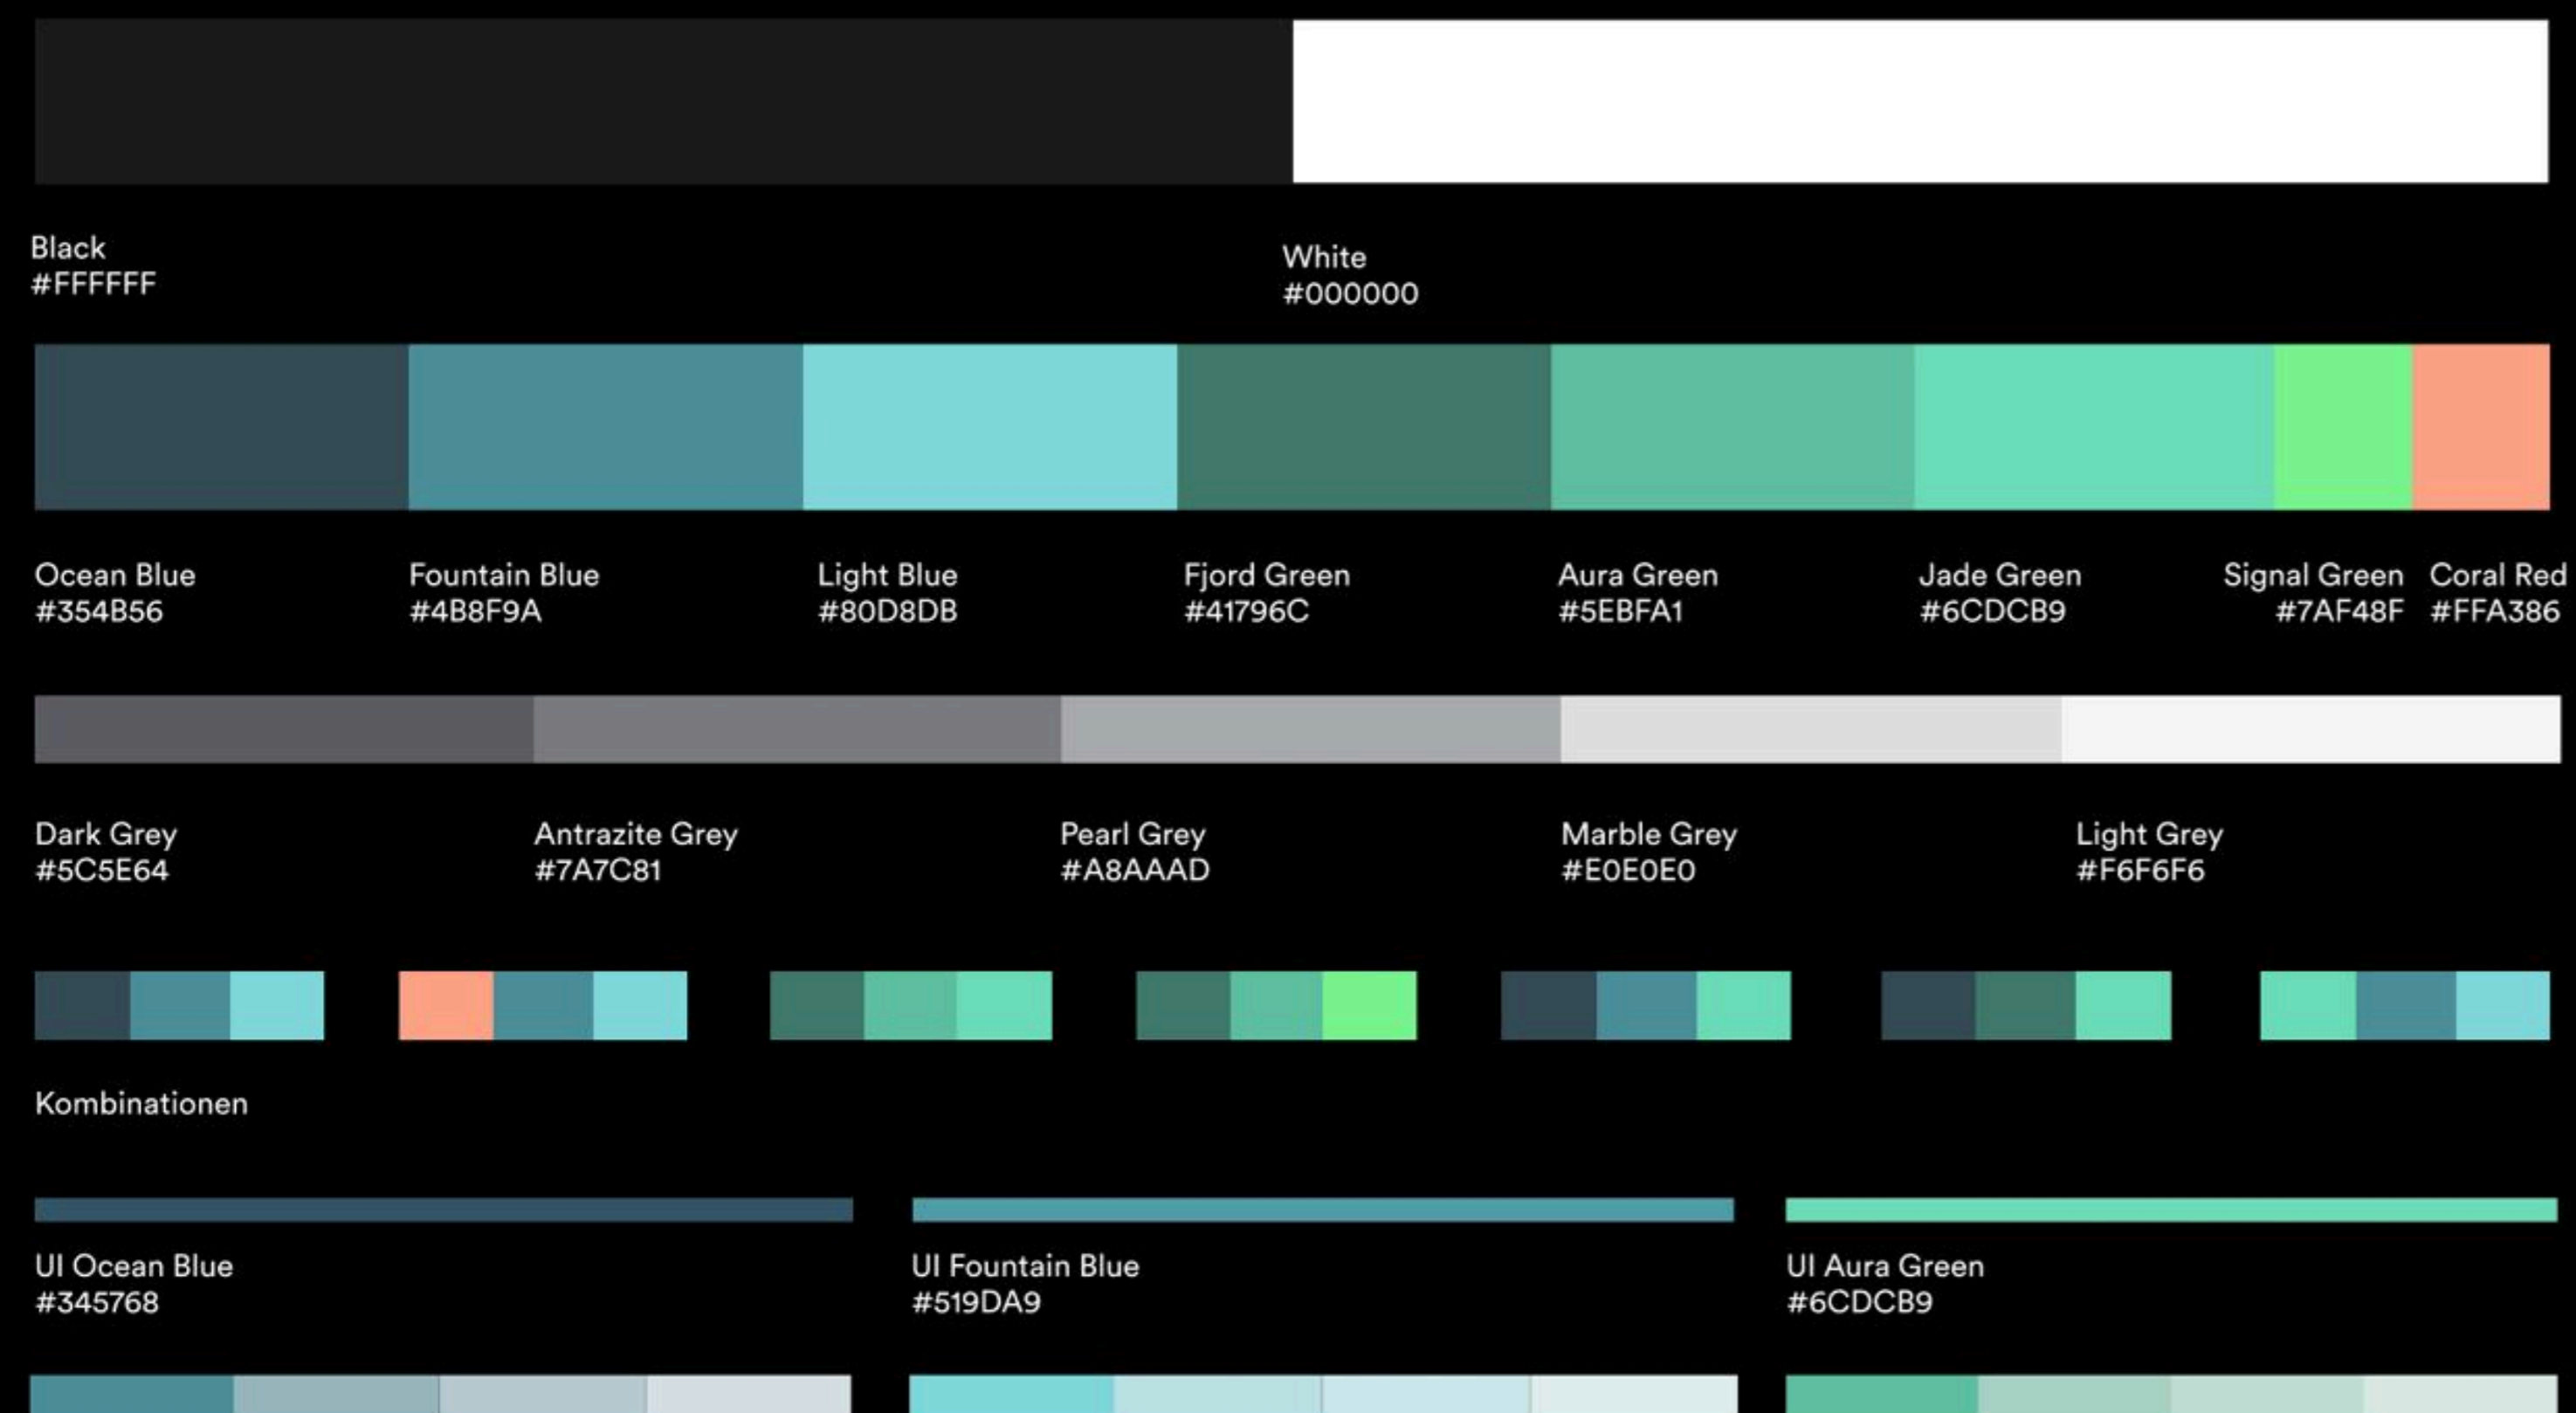 Black
#FFFFFF
White
#000000
Ocean Blue
#354B56
Fountain Blue
#4B8F9A
Light Blue
#80D8DB
Fjord Green
#41796C
Aura Green
#5EBFA1
Jade Green
#6CDCB9
Signal Green
#7AF48F
Coral Red
#FFA386
Dark Grey
#5C5E64
Antrazite Grey
#7A7C81
Pearl Grey
#A8AAAD
Marble Grey
#E0E0E0
Light Grey
#F6F6F6
Kombinationen
UI Ocean Blue
#345768
UI Fountain Blue
#519DA9
UI Aura Green
#6CDCB9